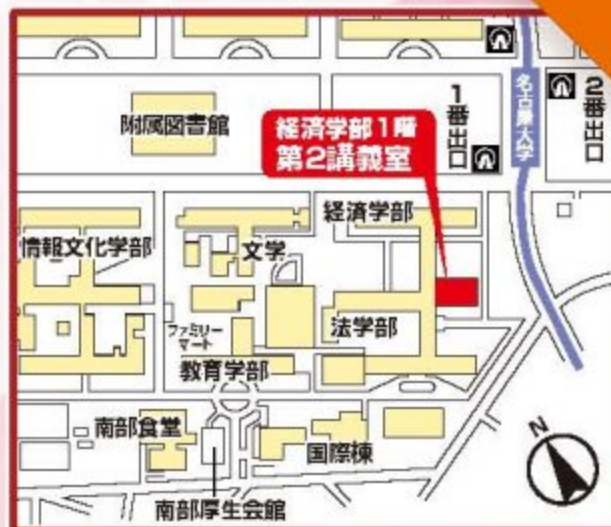 附属図書館
経済学部1階
第2講義室
1番出口
名古屋大学
2番出口
情報文化学部
文学
経済学部
法学部
ファミリー
マート
教育学部
南部食堂
国際棟
南部厚生会館
N